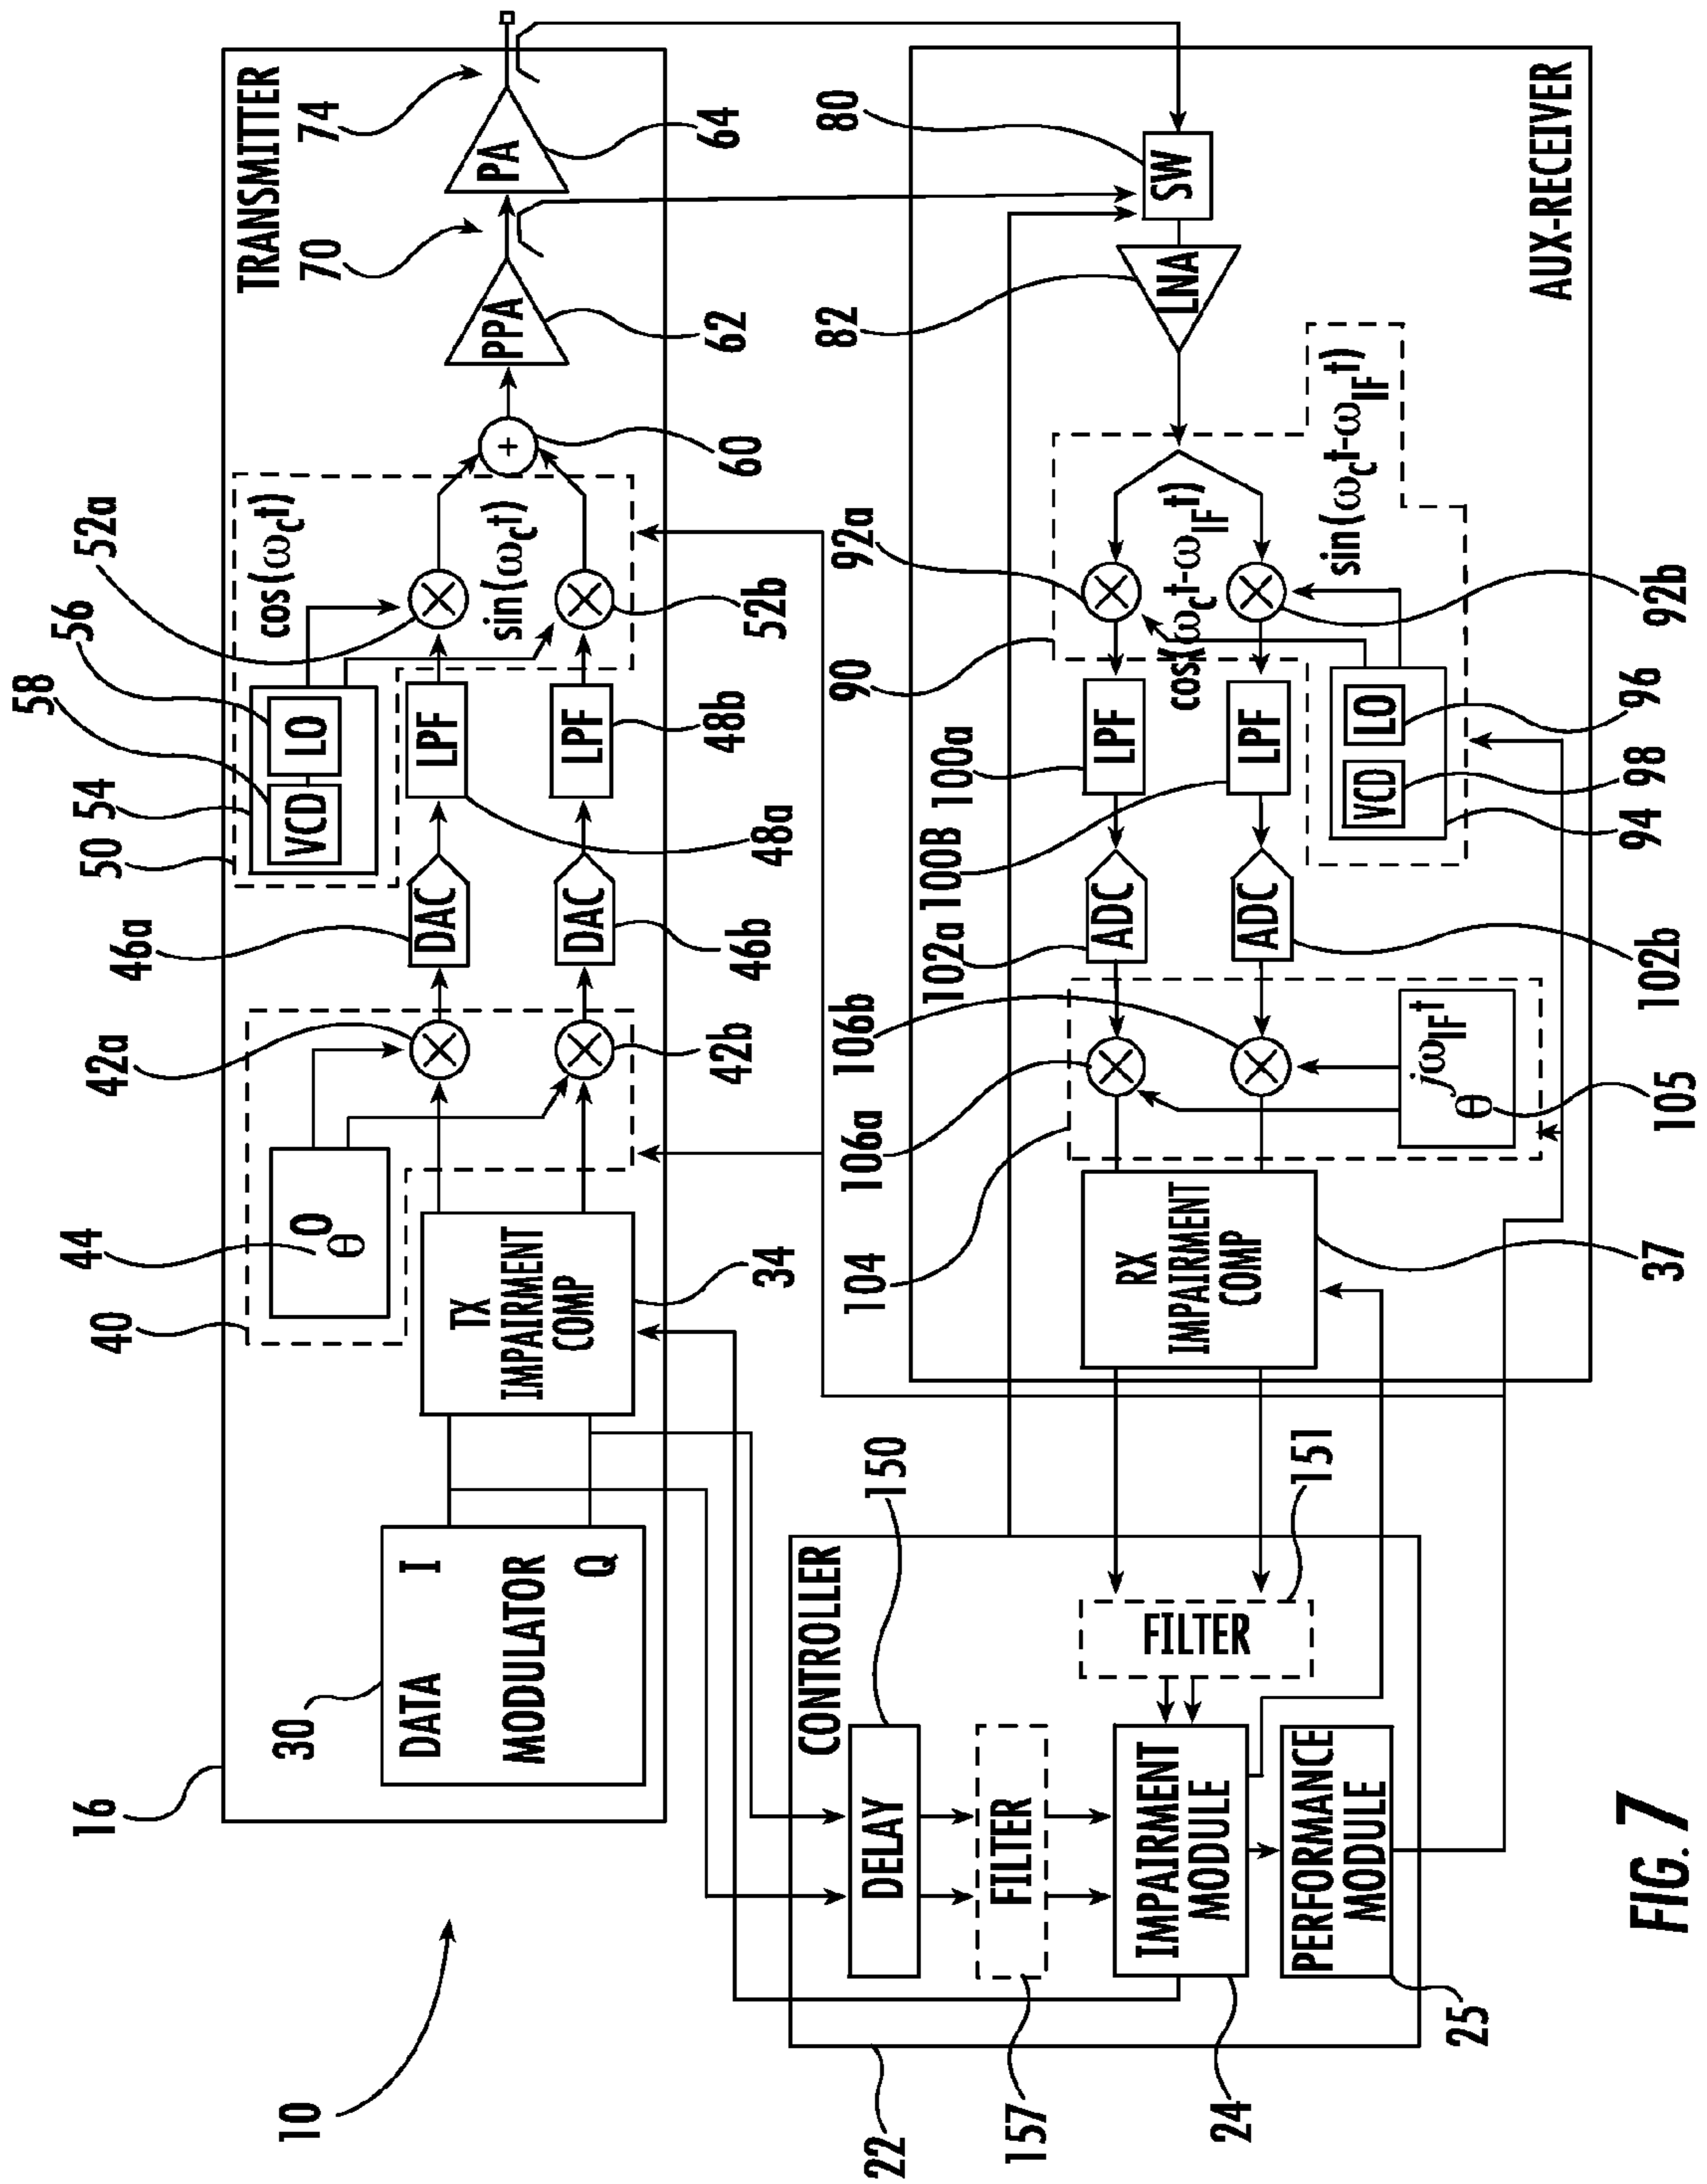 10
16
TRANSMITTER
30
DATA I
MODULATOR
Q
34
TX
IMPAIRMENT
COMP
40
44
θ
0
42a
42b
46a
DAC
46b
DAC
48a
LPF
48b
LPF
50
54
58
56
VCD
LO
52a
cos(ωct)
sin(ωct)
52b
+
60
PPA
62
70
PA
64
74
AUX-RECEIVER
80
SW
82
LNA
90
92a
cos(ωct-ωIFt)
sin(ωct-ωIFt)
92b
94
VCD
98
LO
96
100a
LPF
100B
LPF
102a
ADC
102b
ADC
104
106a
106b
θ
jωIFt
105
RX
IMPAIRMENT
COMP
37
CONTROLLER
22
150
DELAY
157
FILTER
151
FILTER
IMPAIRMENT
MODULE
24
PERFORMANCE
MODULE
25
FIG. 7